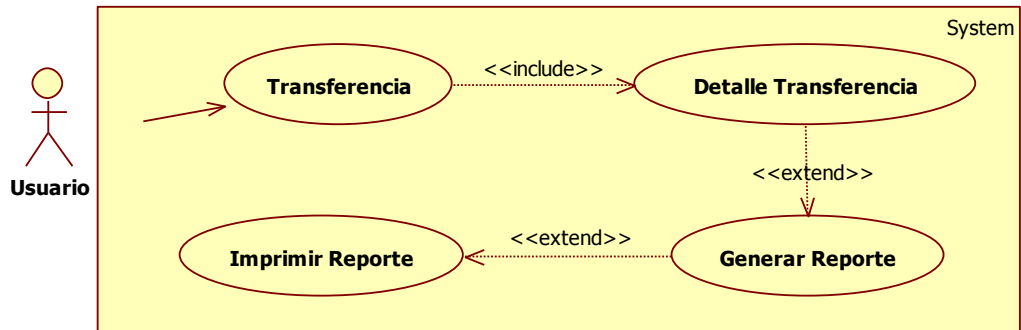 System
Transferencia
<<include>>
Detalle Transferencia
Usuario
<<extend>>
Imprimir Reporte
<<extend>>
Generar Reporte